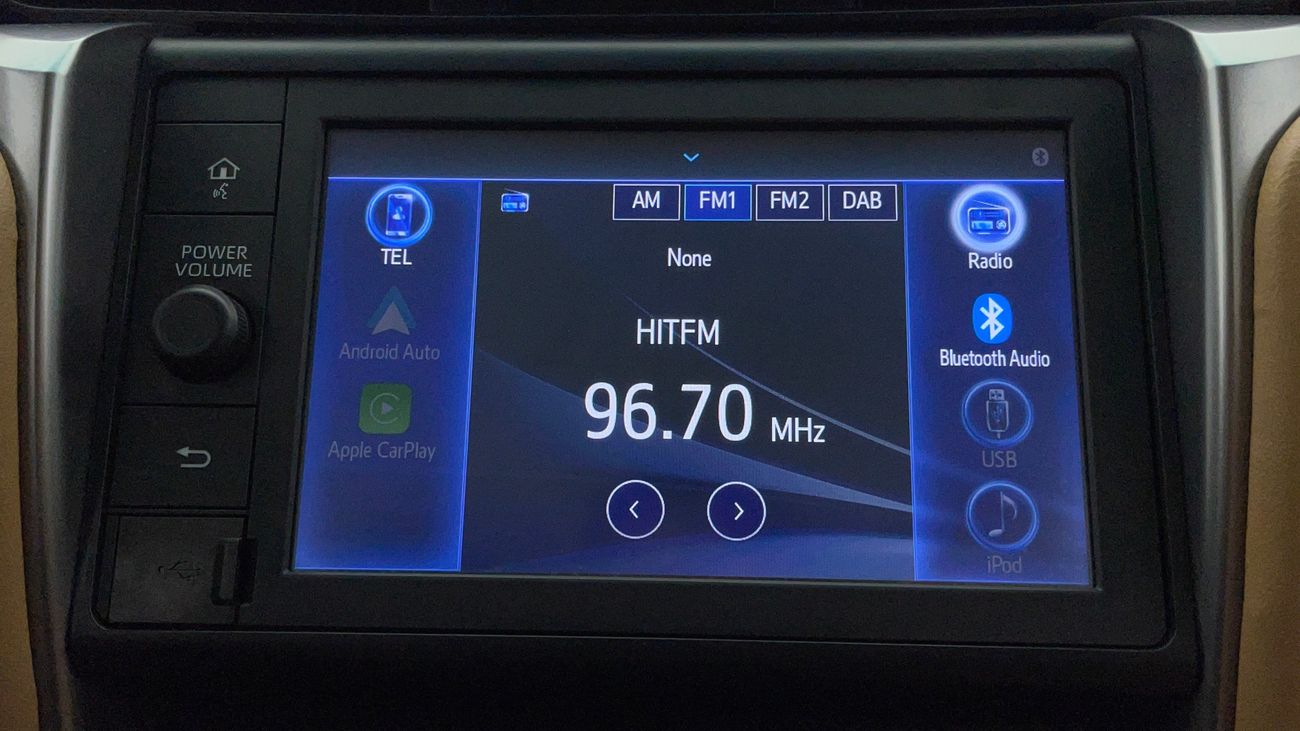 POWER
VOLUME
TEL
Android Auto
Apple CarPlay
AM FM1 FM2 DAB
None
HITFM
96.70 MHz
Radio
Bluetooth Audio
USB
iPod